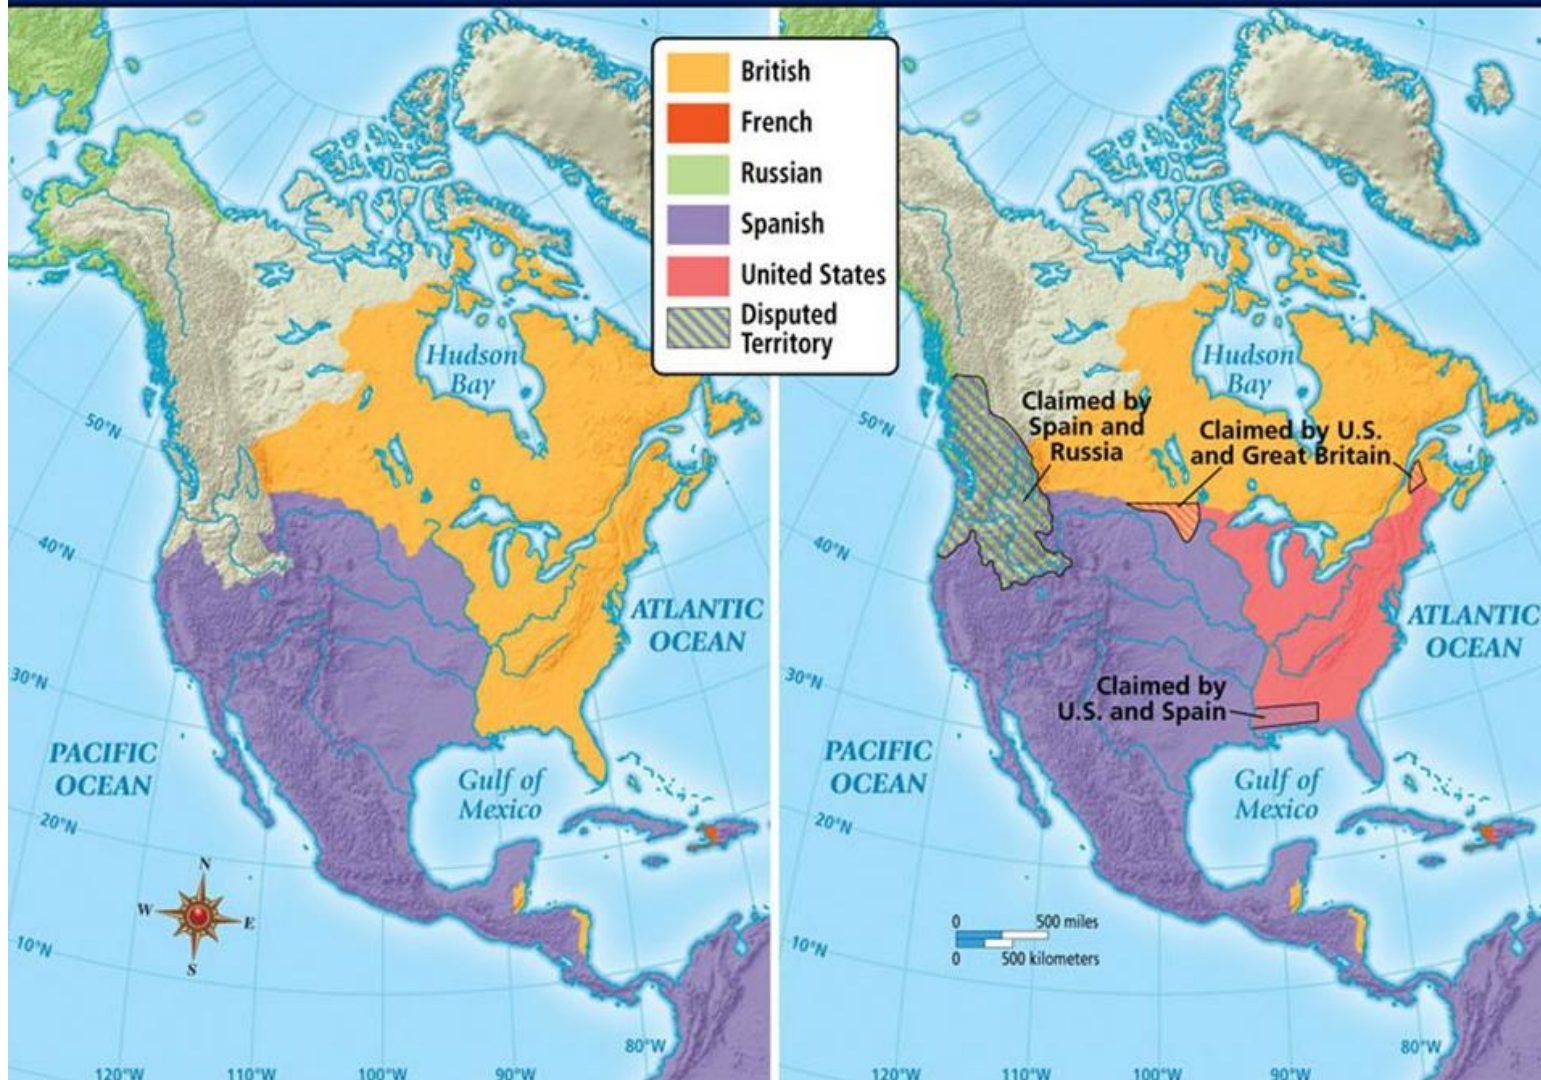 British
French
Russian
Spanish
United States
Disputed
Territory
Hudson
Bay
50°N
40°N
30°N
20°N
10°N
ATLANTIC
OCEAN
PACIFIC
OCEAN
Gulf of
Mexico
N
W
E
S
120°W
110°W
100°W
90°W
80°W
Hudson
Bay
Claimed by
Spain and
Russia
Claimed by U.S.
and Great Britain
50°N
40°N
30°N
20°N
10°N
ATLANTIC
OCEAN
Claimed by
U.S. and Spain
PACIFIC
OCEAN
Gulf of
Mexico
0 500 miles
0 500 kilometers
120°W
110°W
100°W
90°W
80°W